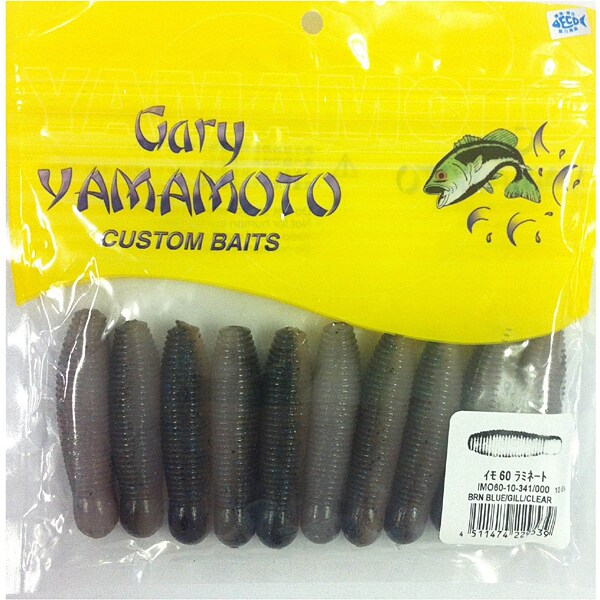 Gary
YAMAMOTO
CUSTOM BAITS
イモ 60 ラミネート
IMO60-10-341/000
BRN BLUE/GILL/CLEAR